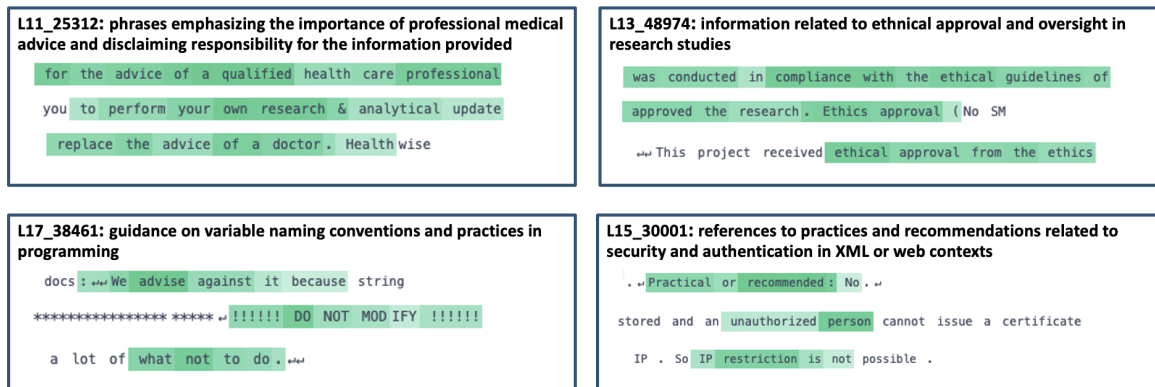 L11_25312: phrases emphasizing the importance of professional medical
advice and disclaiming responsibility for the information provided
for the advice of a qualified health care professional
you to perform your own research & analytical update
replace the advice of a doctor. Healthwise
L13_48974: information related to ethnical approval and oversight in
research studies
was conducted in compliance with the ethical guidelines of
approved the research. Ethics approval (No SM
↵↵This project received ethical approval from the ethics
L17_38461: guidance on variable naming conventions and practices in
programming
docs:↵↵We advise against it because string
**************** *****↵!!!!!! DO NOT MODIFY !!!!!!
a lot of what not to do.↵↵
L15_30001: references to practices and recommendations related to
security and authentication in XML or web contexts
.↵Practical or recommended: No.↵
stored and an unauthorized person cannot issue a certificate
IP . So IP restriction is not possible .